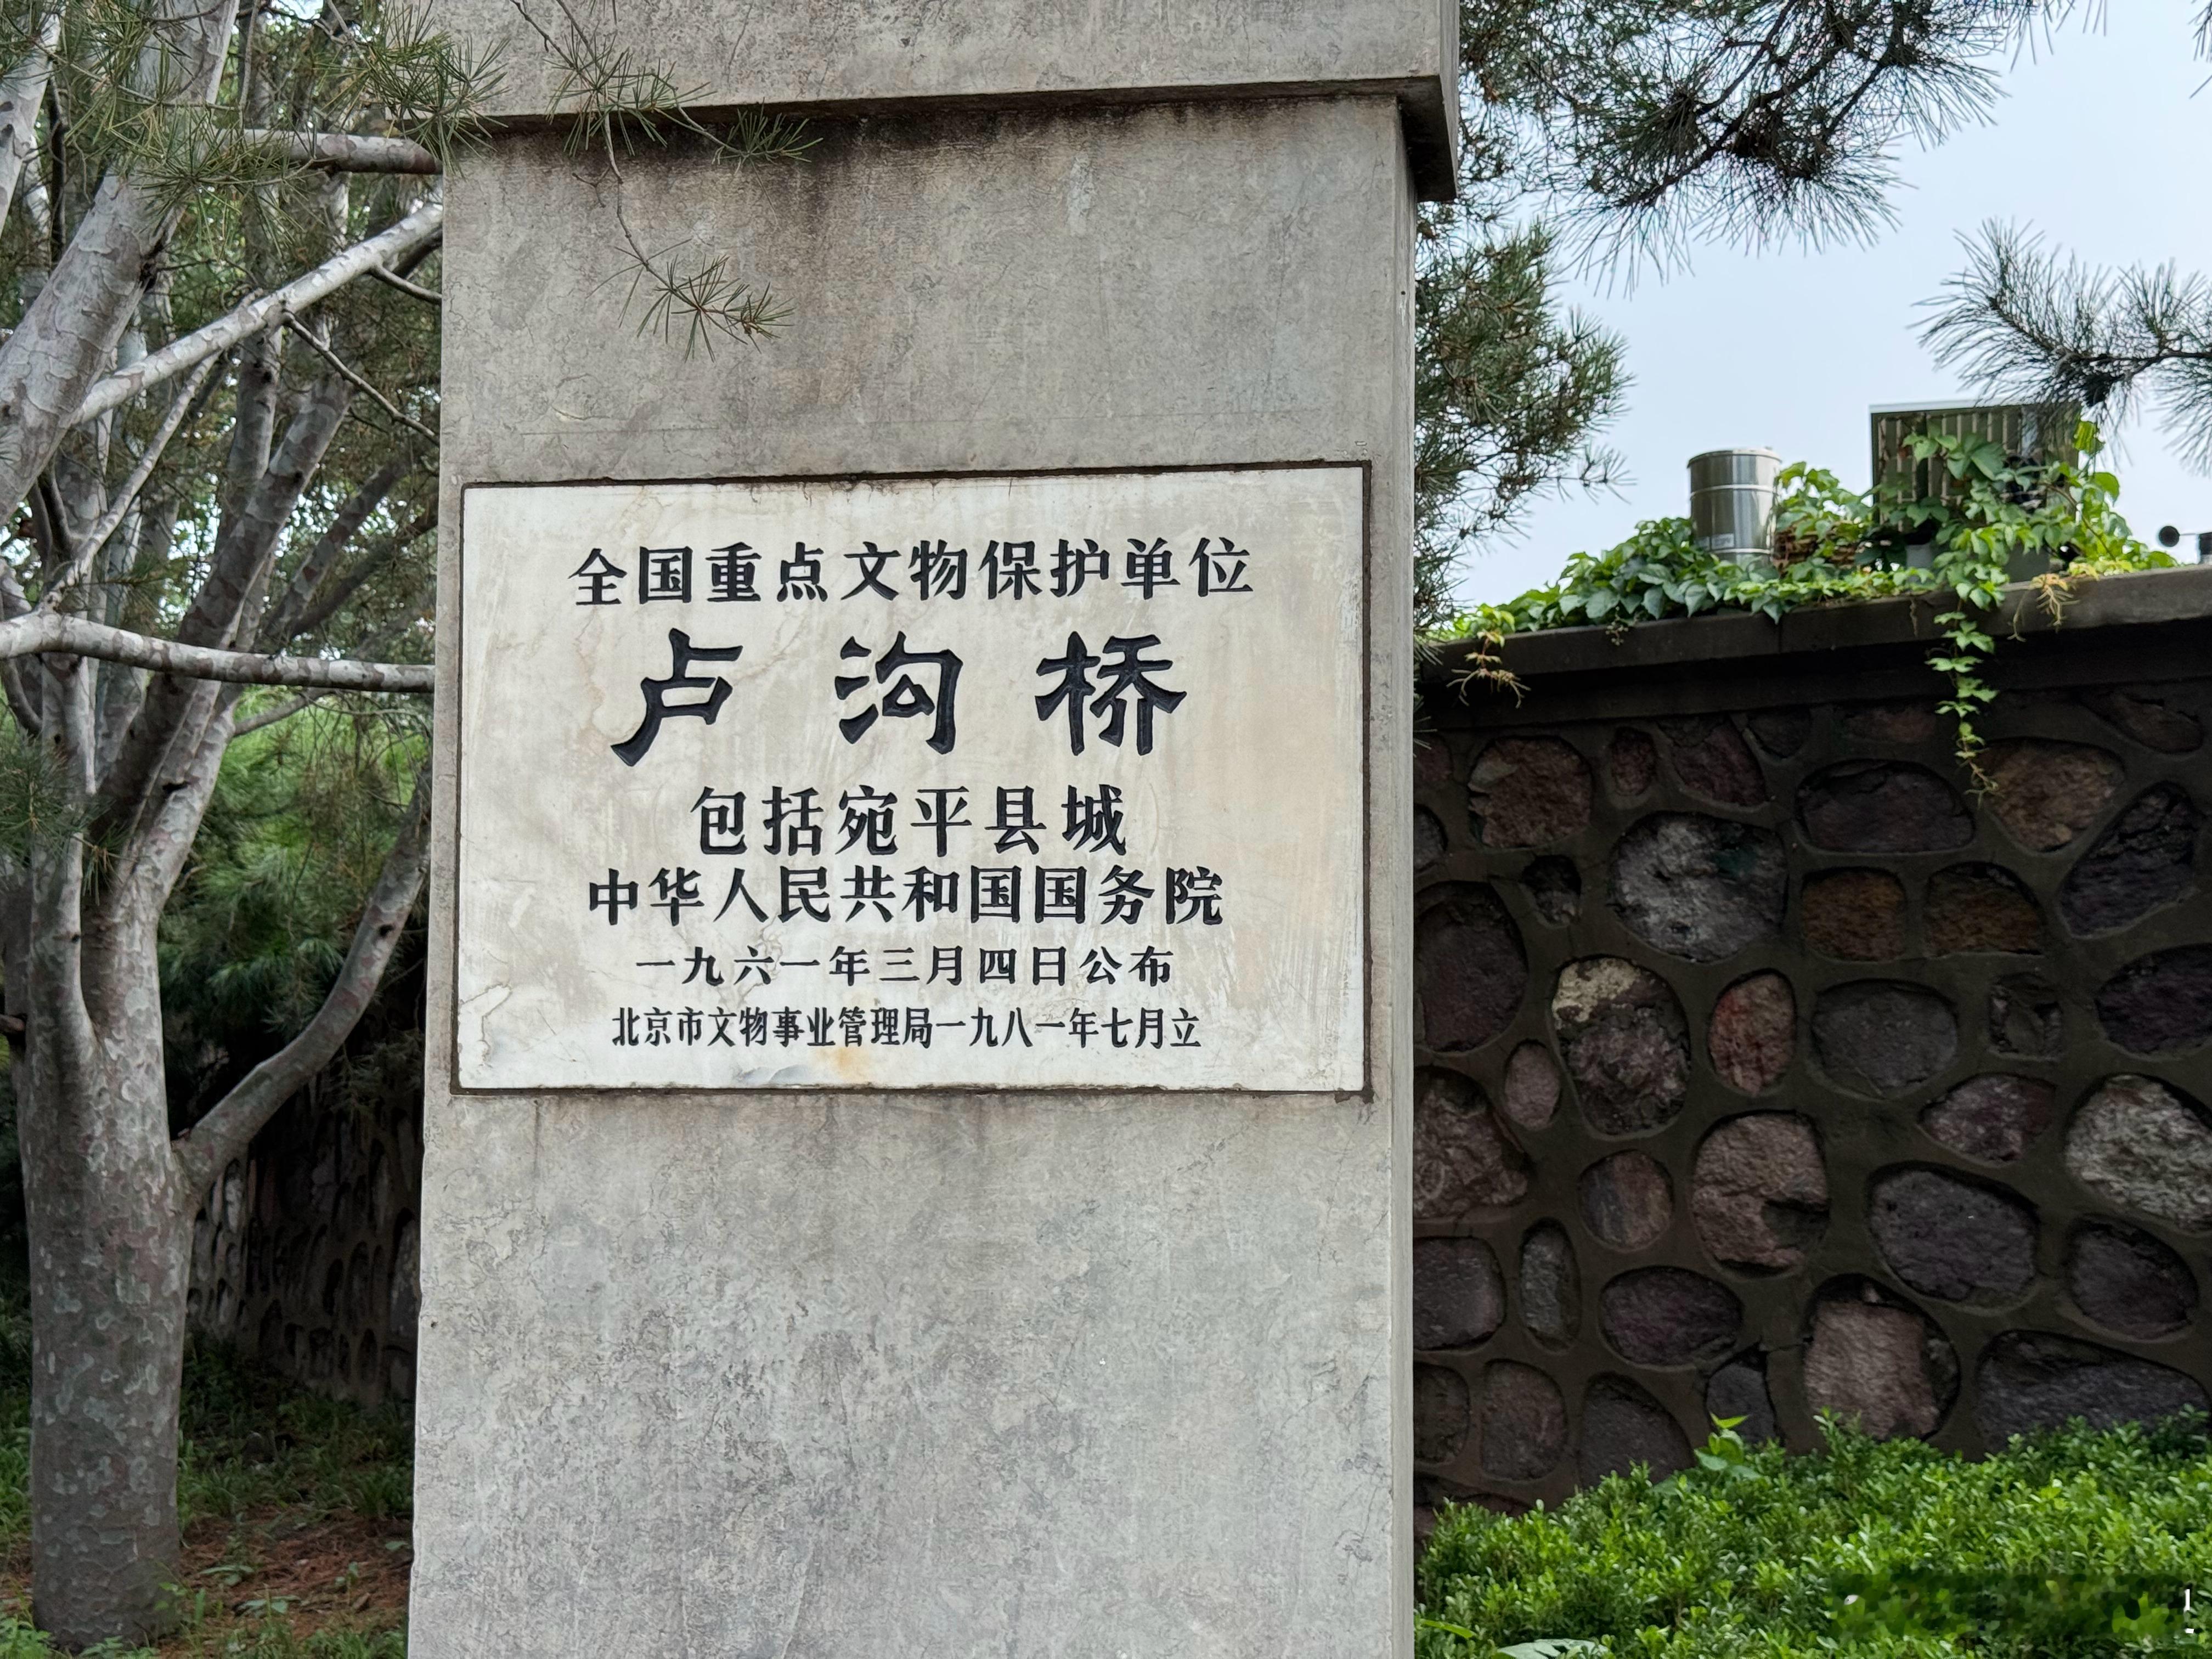 全国重点文物保护单位
卢沟桥
包括宛平县城
中华人民共和国国务院
一九六一年三月四日公布
北京市文物事业管理局一九八一年七月立